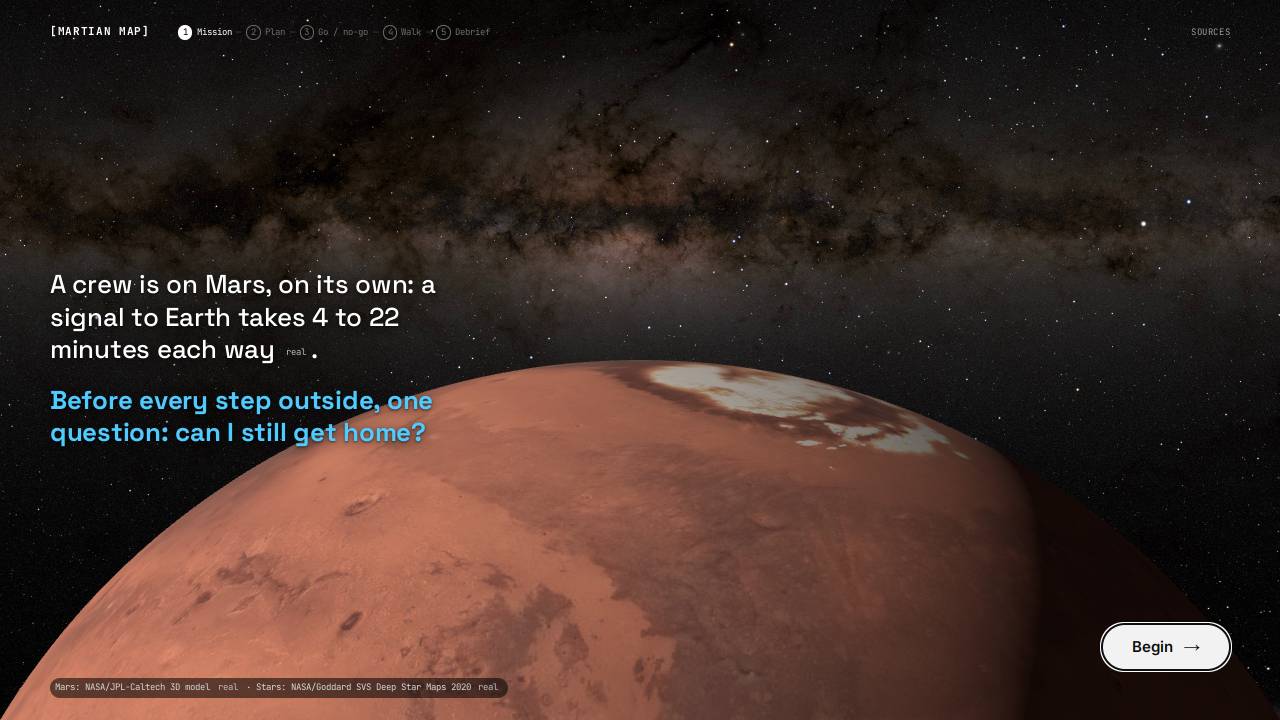 [MARTIAN MAP] 1 Mission 2 Plan 3 Go / no-go 4 Walk 5 Debrief SOURCES
A crew is on Mars, on its own: a
signal to Earth takes 4 to 22
minutes each way real .
Before every step outside, one
question: can I still get home?
Begin →
Mars: NASA/JPL-Caltech 3D model real · Stars: NASA/Goddard SVS Deep Star Maps 2020 real